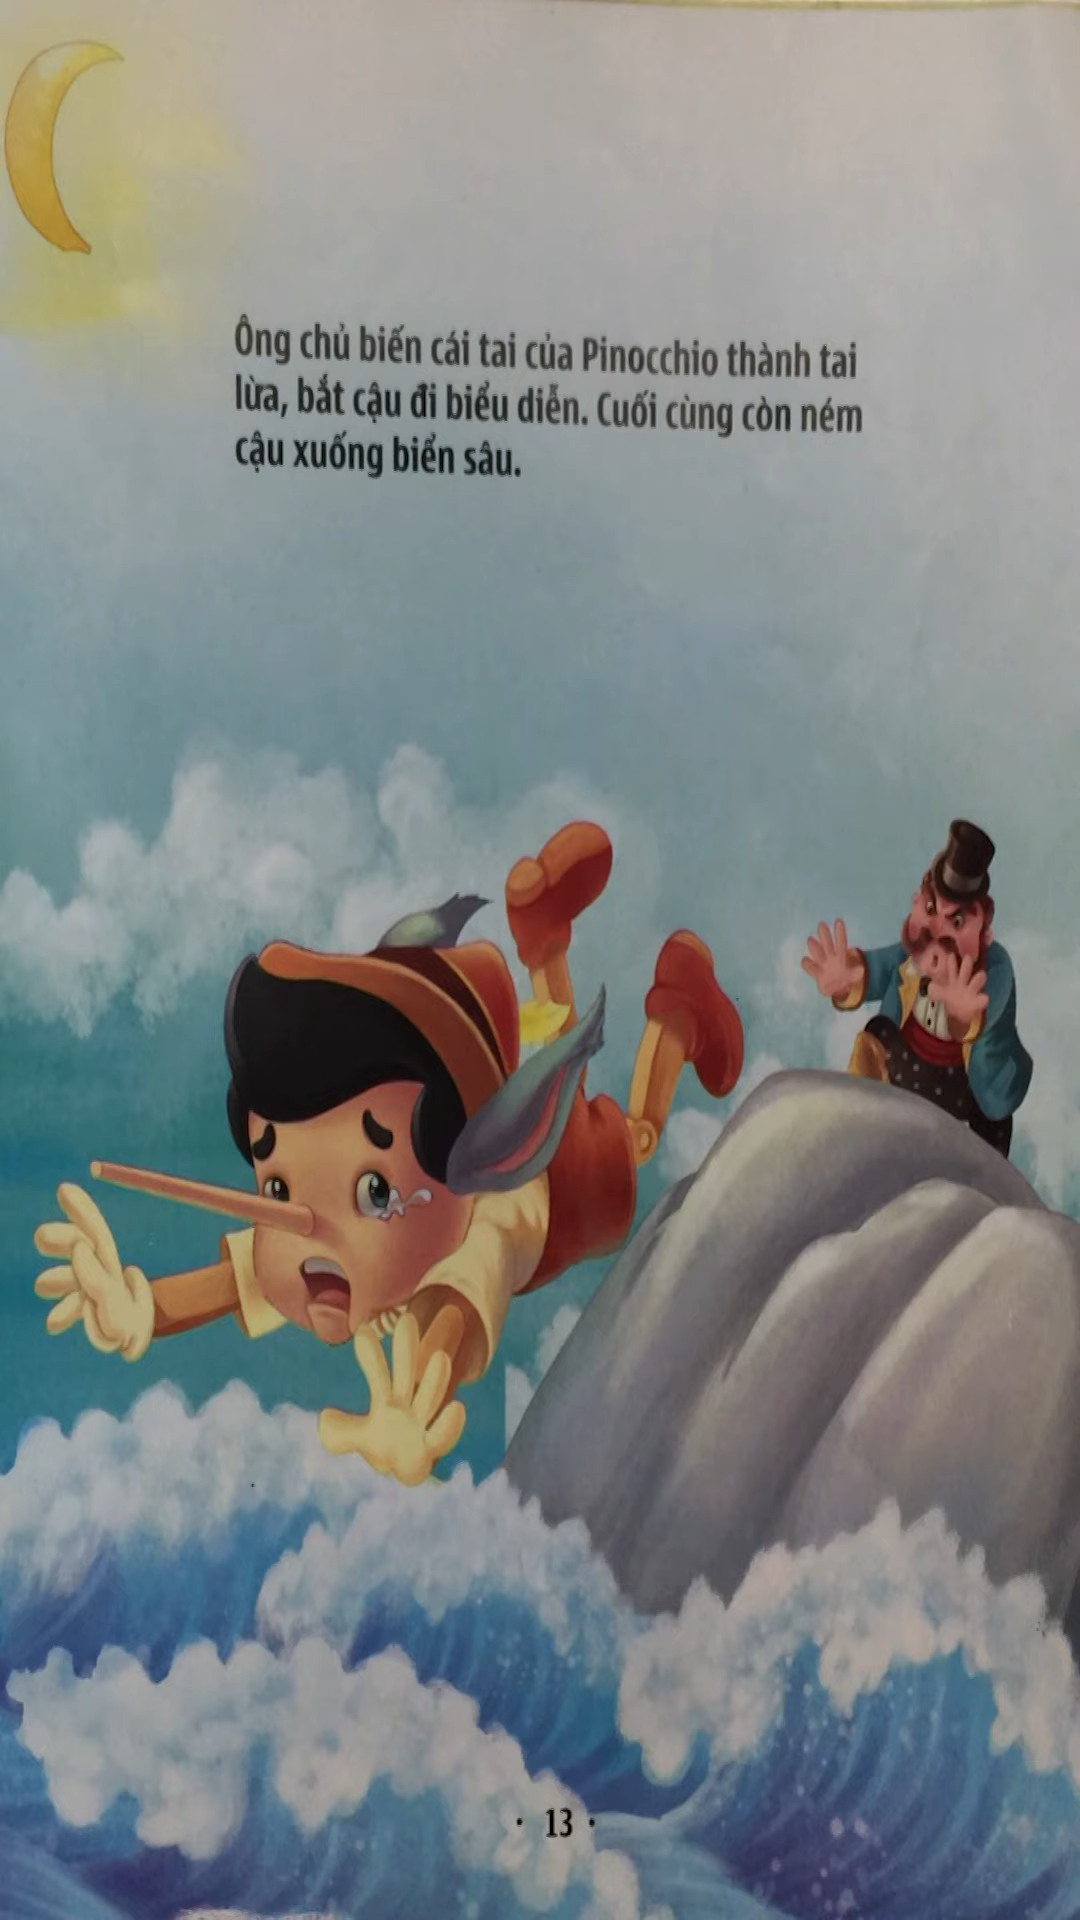 Ông chủ biến cái tai của Pinocchio thành tai
lừa, bắt cậu đi biểu diễn. Cuối cùng còn ném
cậu xuống biển sâu.
· 13 ·